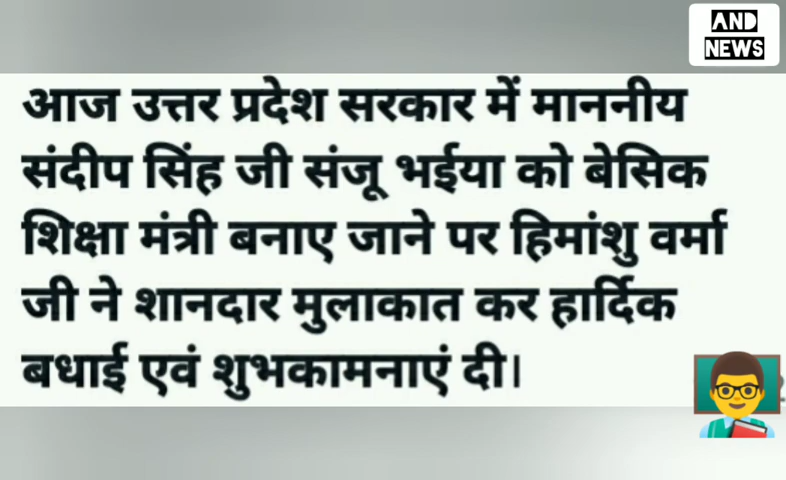 AND
NEWS
आज उत्तर प्रदेश सरकार में माननीय
संदीप सिंह जी संजू भईया को बेसिक
शिक्षा मंत्री बनाए जाने पर हिमांशु वर्मा
जी ने शानदार मुलाकात कर हार्दिक
बधाई एवं शुभकामनाएं दी।